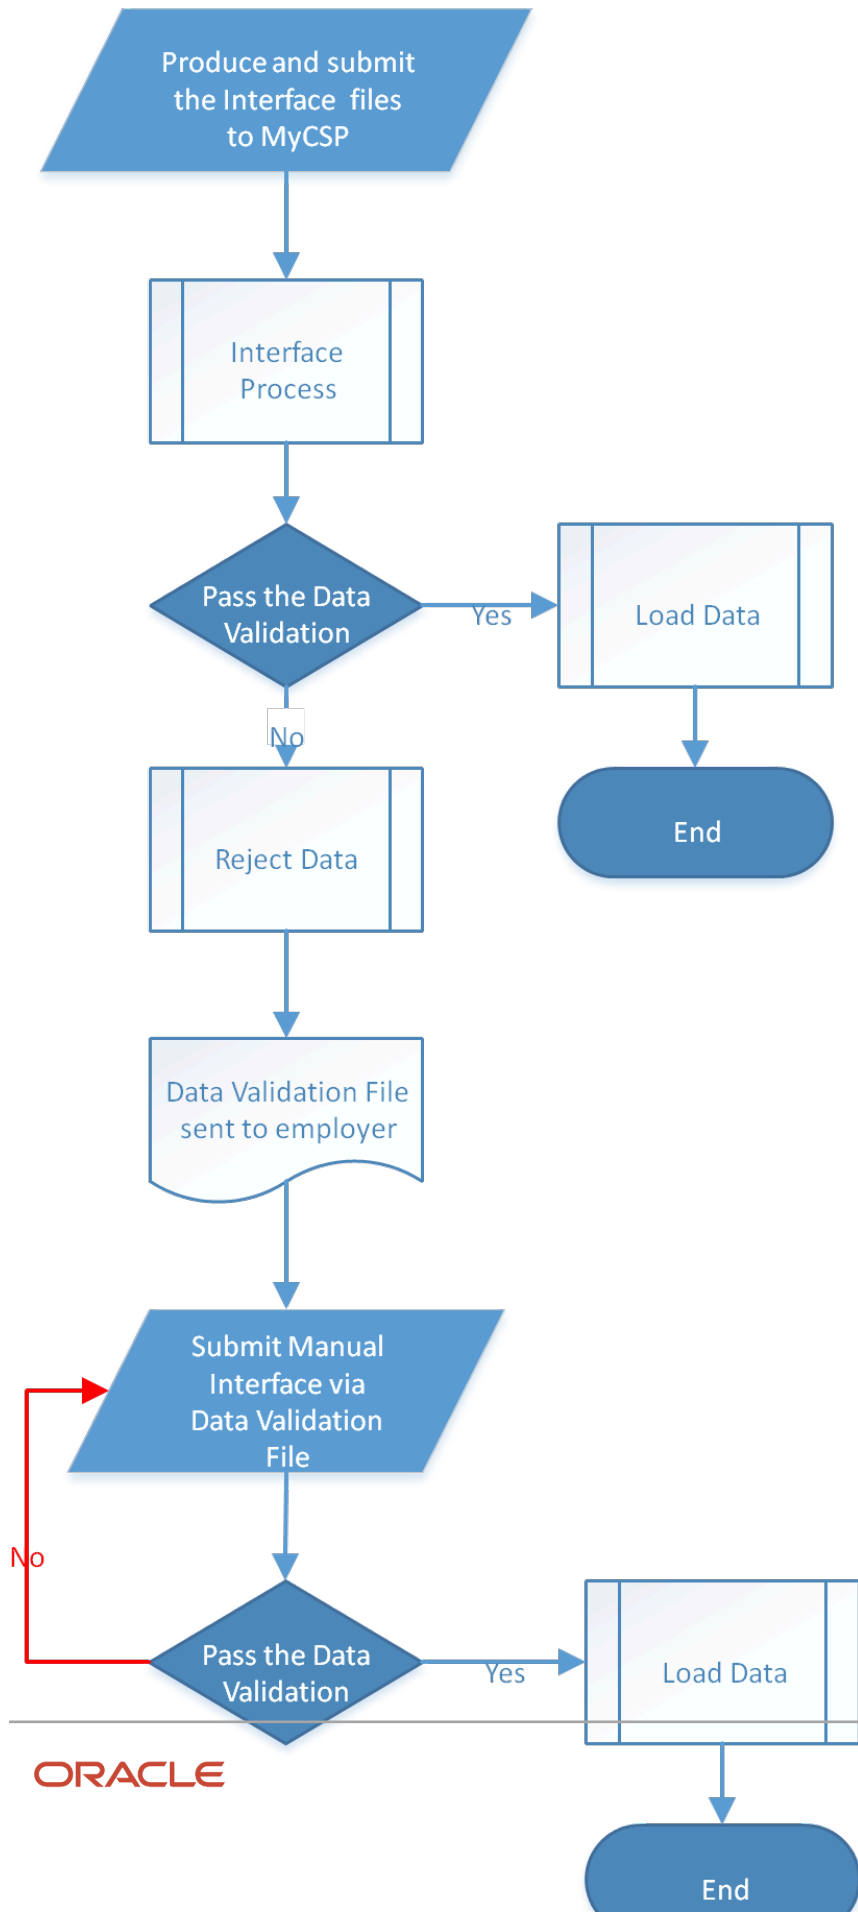 Produce and submit
the Interface files
to MyCSP
Interface
Process
Pass the Data
Validation
Yes
Load Data
No
End
Reject Data
Data Validation File
sent to employer
Submit Manual
Interface via
Data Validation
File
No
Pass the Data
Validation
Yes
Load Data
ORACLE
End